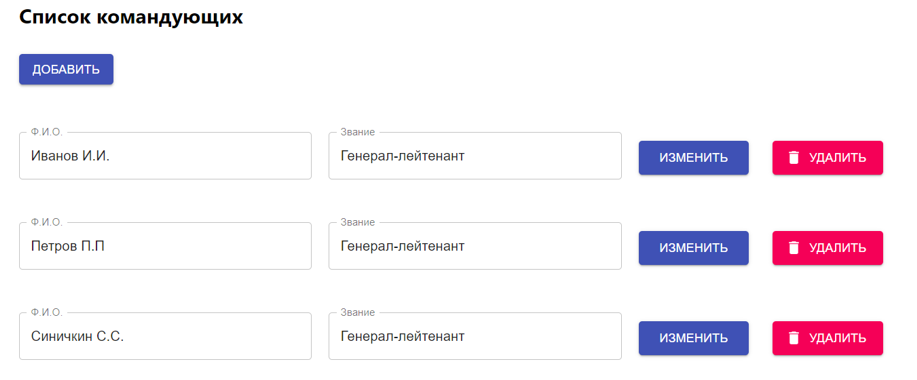 Список командующих
ДОБАВИТЬ
Ф.И.О. Звание
Иванов И.И. Генерал-лейтенант ИЗМЕНИТЬ УДАЛИТЬ
Ф.И.О. Звание
Петров П.П Генерал-лейтенант ИЗМЕНИТЬ УДАЛИТЬ
Ф.И.О. Звание
Синичкин С.С. Генерал-лейтенант ИЗМЕНИТЬ УДАЛИТЬ